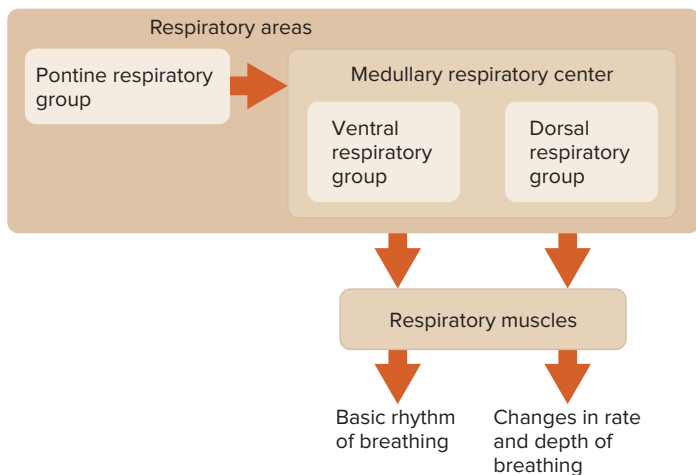 Respiratory areas
Pontine respiratory
group
Medullary respiratory center
Ventral
respiratory
group
Dorsal
respiratory
group
Respiratory muscles
Basic rhythm
of breathing
Changes in rate
and depth of
breathing